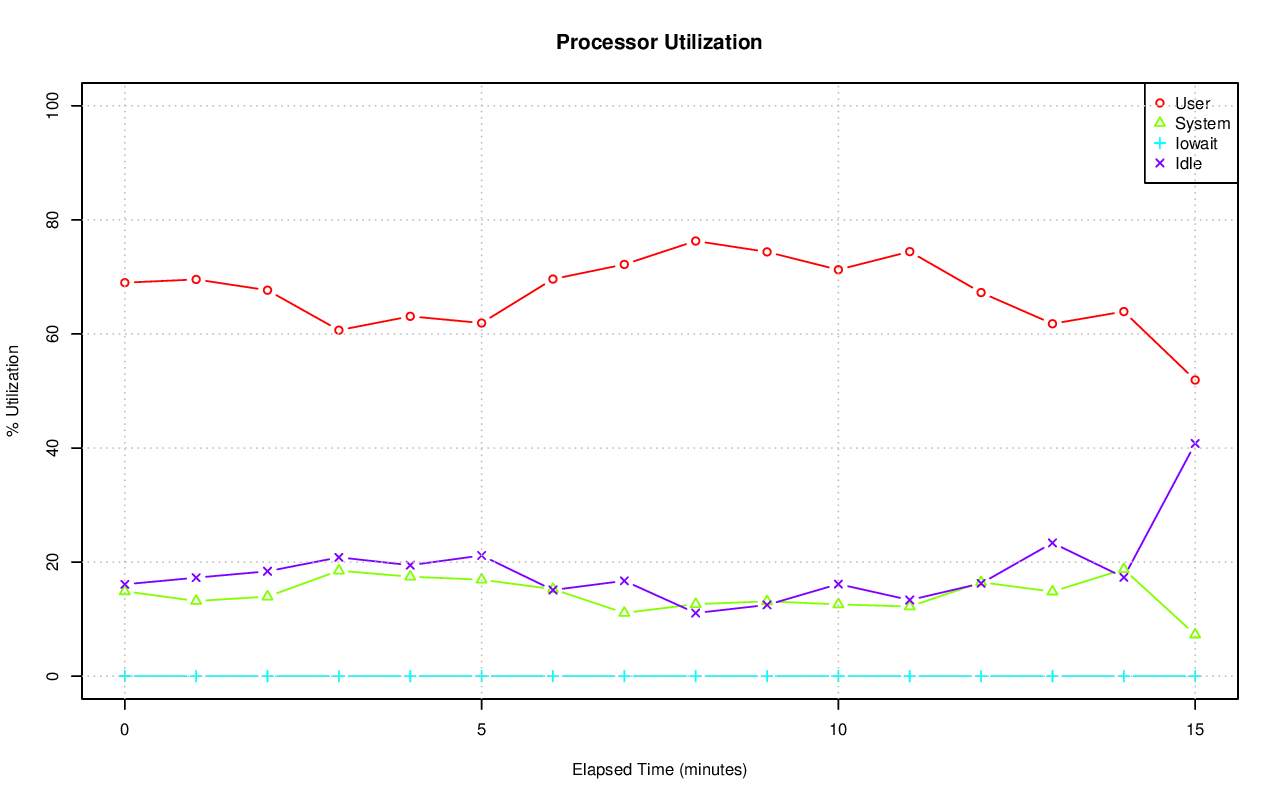 Processor Utilization
100
80
60
40
20
0
% Utilization
User
System
Iowait
Idle
0 5 10 15
Elapsed Time (minutes)